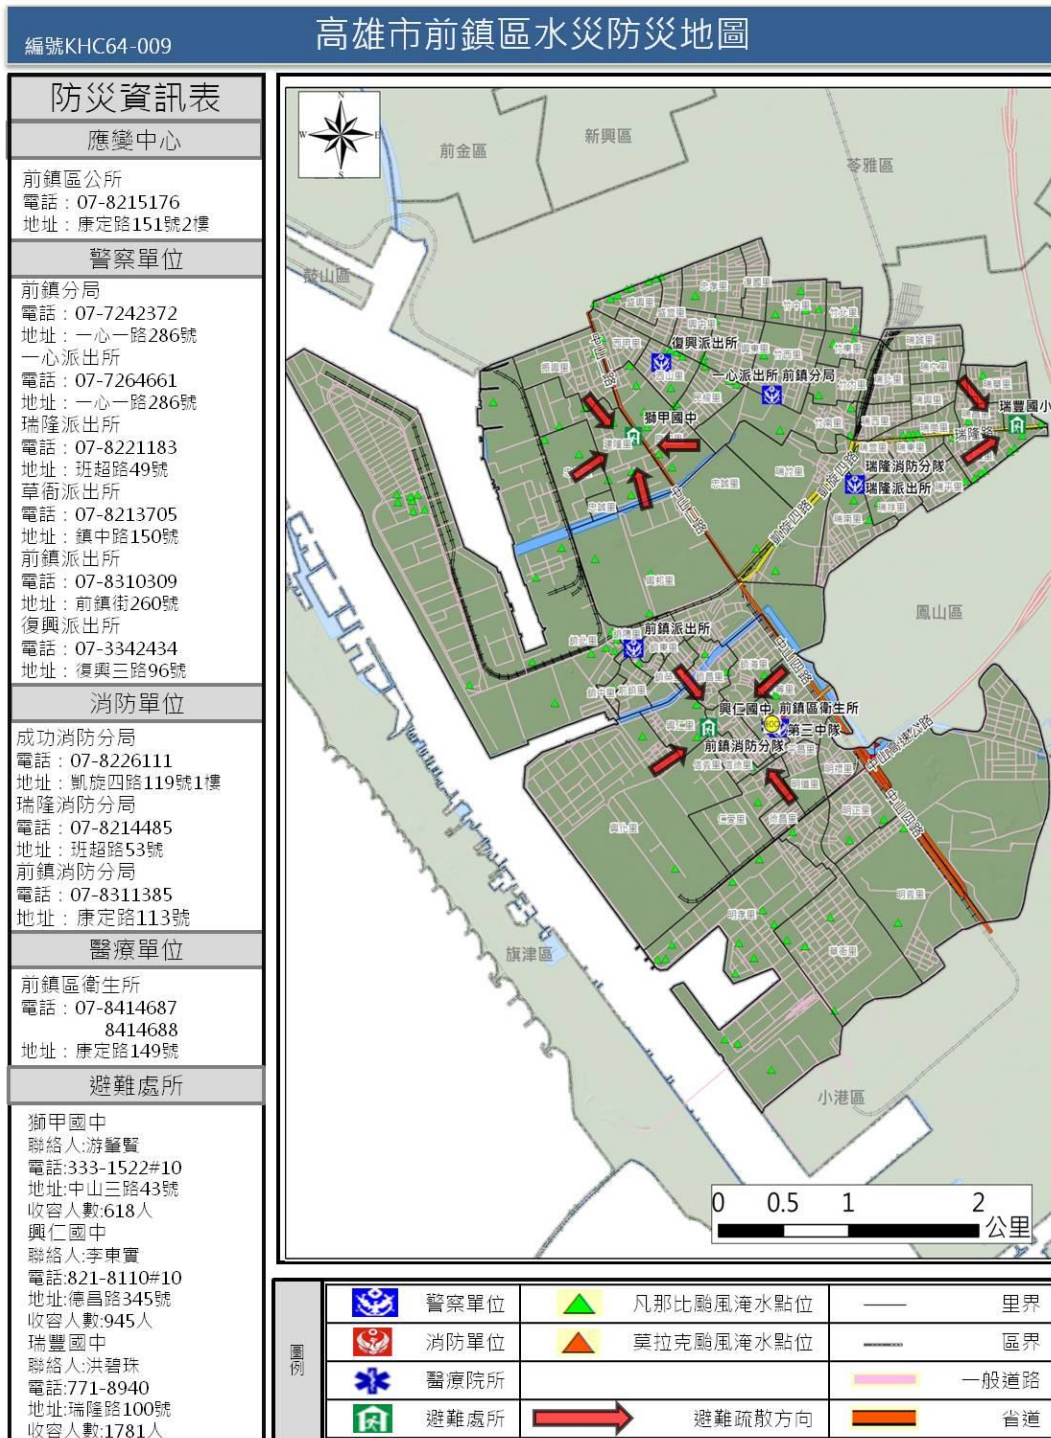 編號KHC64-009
高雄市前鎮區水災防災地圖
防災資訊表
應變中心
前鎮區公所
電話：07-8215176
地址：康定路151號2樓
警察單位
前鎮分局
電話：07-7242372
地址：一心一路286號
一心派出所
電話：07-7264661
地址：一心一路286號
瑞隆派出所
電話：07-8221183
地址：班超路49號
草衙派出所
電話：07-8213705
地址：鎮中路150號
前鎮派出所
電話：07-8310309
地址：前鎮街260號
復興派出所
電話：07-3342434
地址：復興三路96號
消防單位
成功消防分局
電話：07-8226111
地址：凱旋四路119號1樓
瑞隆消防分局
電話：07-8214485
地址：班超路53號
前鎮消防分局
電話：07-8311385
地址：康定路113號
醫療單位
前鎮區衛生所
電話：07-8414687
8414688
地址：康定路149號
避難處所
獅甲國中
聯絡人:游肇賢
電話:333-1522#10
地址:中山三路43號
收容人數:618人
興仁國中
聯絡人:李東實
電話:821-8110#10
地址:德昌路345號
收容人數:945人
瑞豐國中
聯絡人:洪碧珠
電話:771-8940
地址:瑞隆路100號
收容人數:1781人
N
W
E
S
前金區
新興區
苓雅區
鼓山區
復興派出所
一心派出所
前鎮分局
獅甲國中
瑞豐國小
瑞隆路
瑞隆消防分隊
瑞隆派出所
凱旋四路
凱旋四路
中山二路
鳳山區
前鎮派出所
中山四路
興仁國中
前鎮區衛生所
EOC
第三中隊
前鎮消防分隊
中山高速公路
中山四路
旗津區
小港區
0 0.5 1 2
公里
圖例
警察單位
凡那比颱風淹水點位
里界
消防單位
莫拉克颱風淹水點位
區界
醫療院所
一般道路
避難處所
避難疏散方向
省道